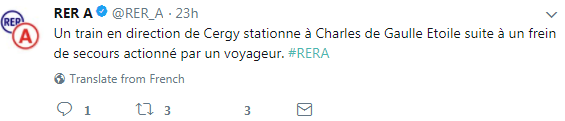 RER A @RER_A · 23h
Un train en direction de Cergy stationne à Charles de Gaulle Etoile suite à un frein
de secours actionné par un voyageur. #RERA
Translate from French
1 3 3
RER
A